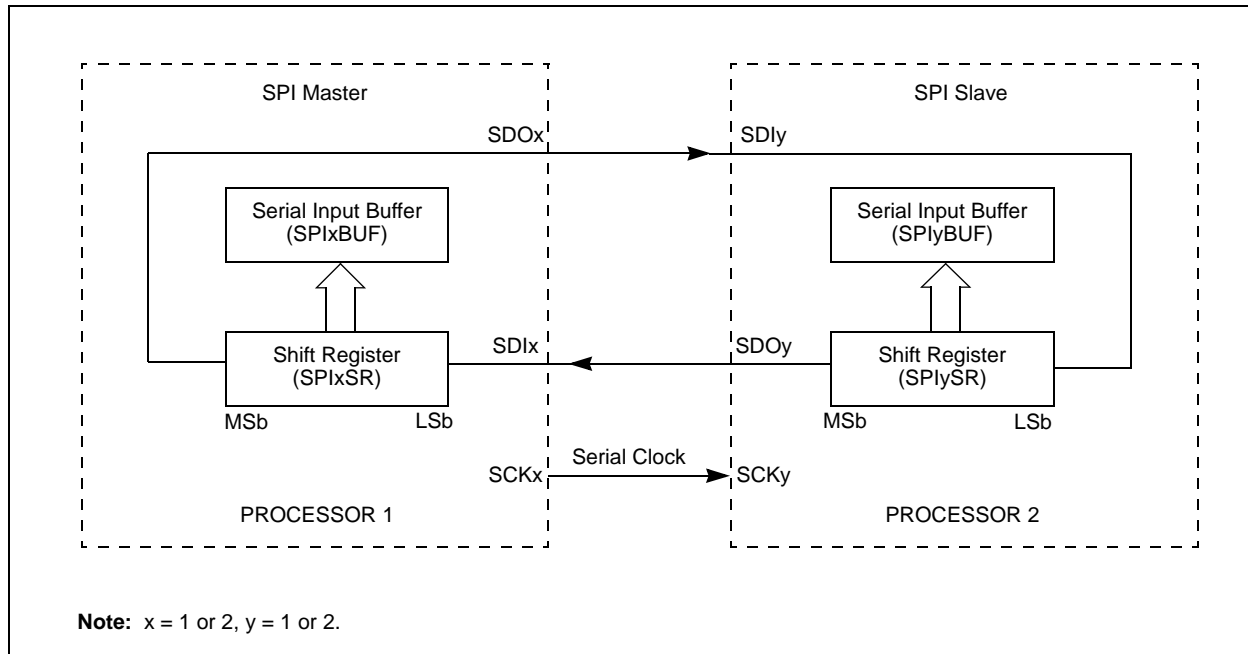 SPI Master
SPI Slave
SDOx
SDIy
Serial Input Buffer
(SPIxBUF)
Serial Input Buffer
(SPIyBUF)
Shift Register
(SPIxSR)
SDIx
SDOy
Shift Register
(SPIySR)
MSb
LSb
MSb
LSb
Serial Clock
SCKx
SCKy
PROCESSOR 1
PROCESSOR 2
Note: x = 1 or 2, y = 1 or 2.